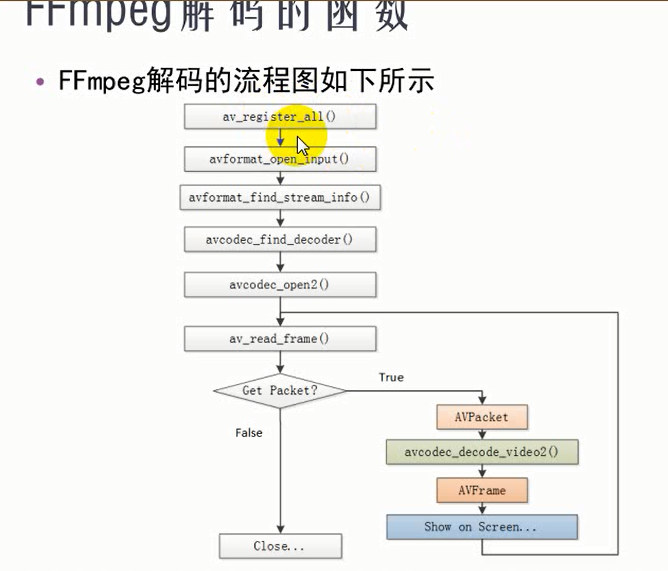 FFmpeg解码的函数
• FFmpeg解码的流程图如下所示
av_register_all()
avformat_open_input()
avformat_find_stream_info()
avcodec_find_decoder()
avcodec_open2()
av_read_frame()
Get Packet?
True
False
AVPacket
avcodec_decode_video2()
AVFrame
Show on Screen...
Close...